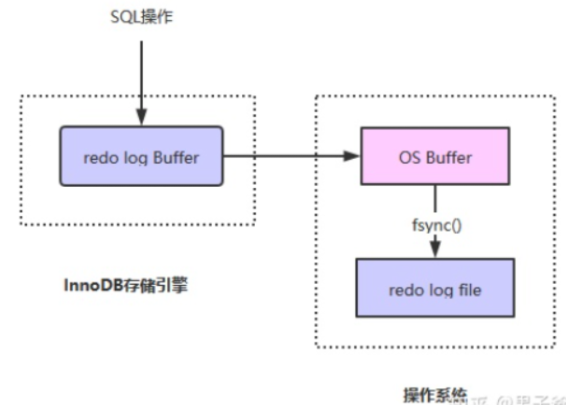 SQL操作
redo log Buffer
OS Buffer
fsync()
redo log file
InnoDB存储引擎
操作系统